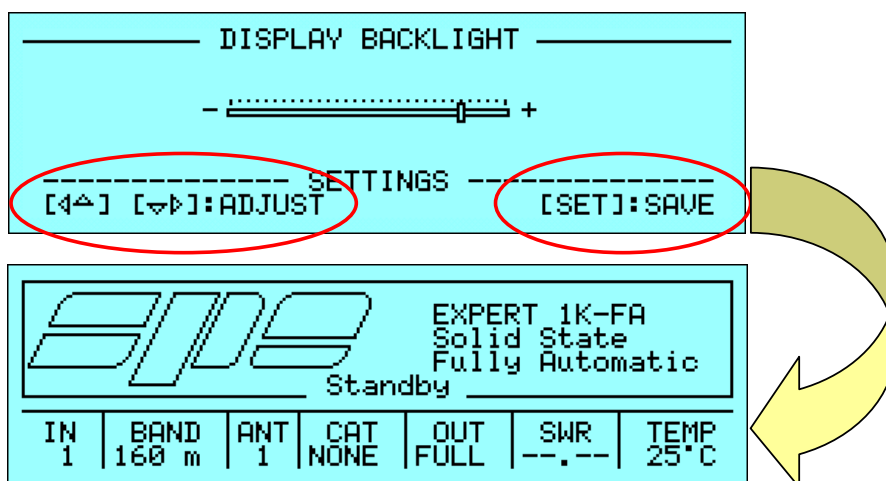 DISPLAY BACKLIGHT
- +
SETTINGS
[◁△] [▽▷]:ADJUST [SET]:SAVE
SPE
EXPERT 1K-FA
Solid State
Fully Automatic
Standby
IN BAND ANT CAT OUT SWR TEMP
1 160 m 1 NONE FULL --.-- 25°C